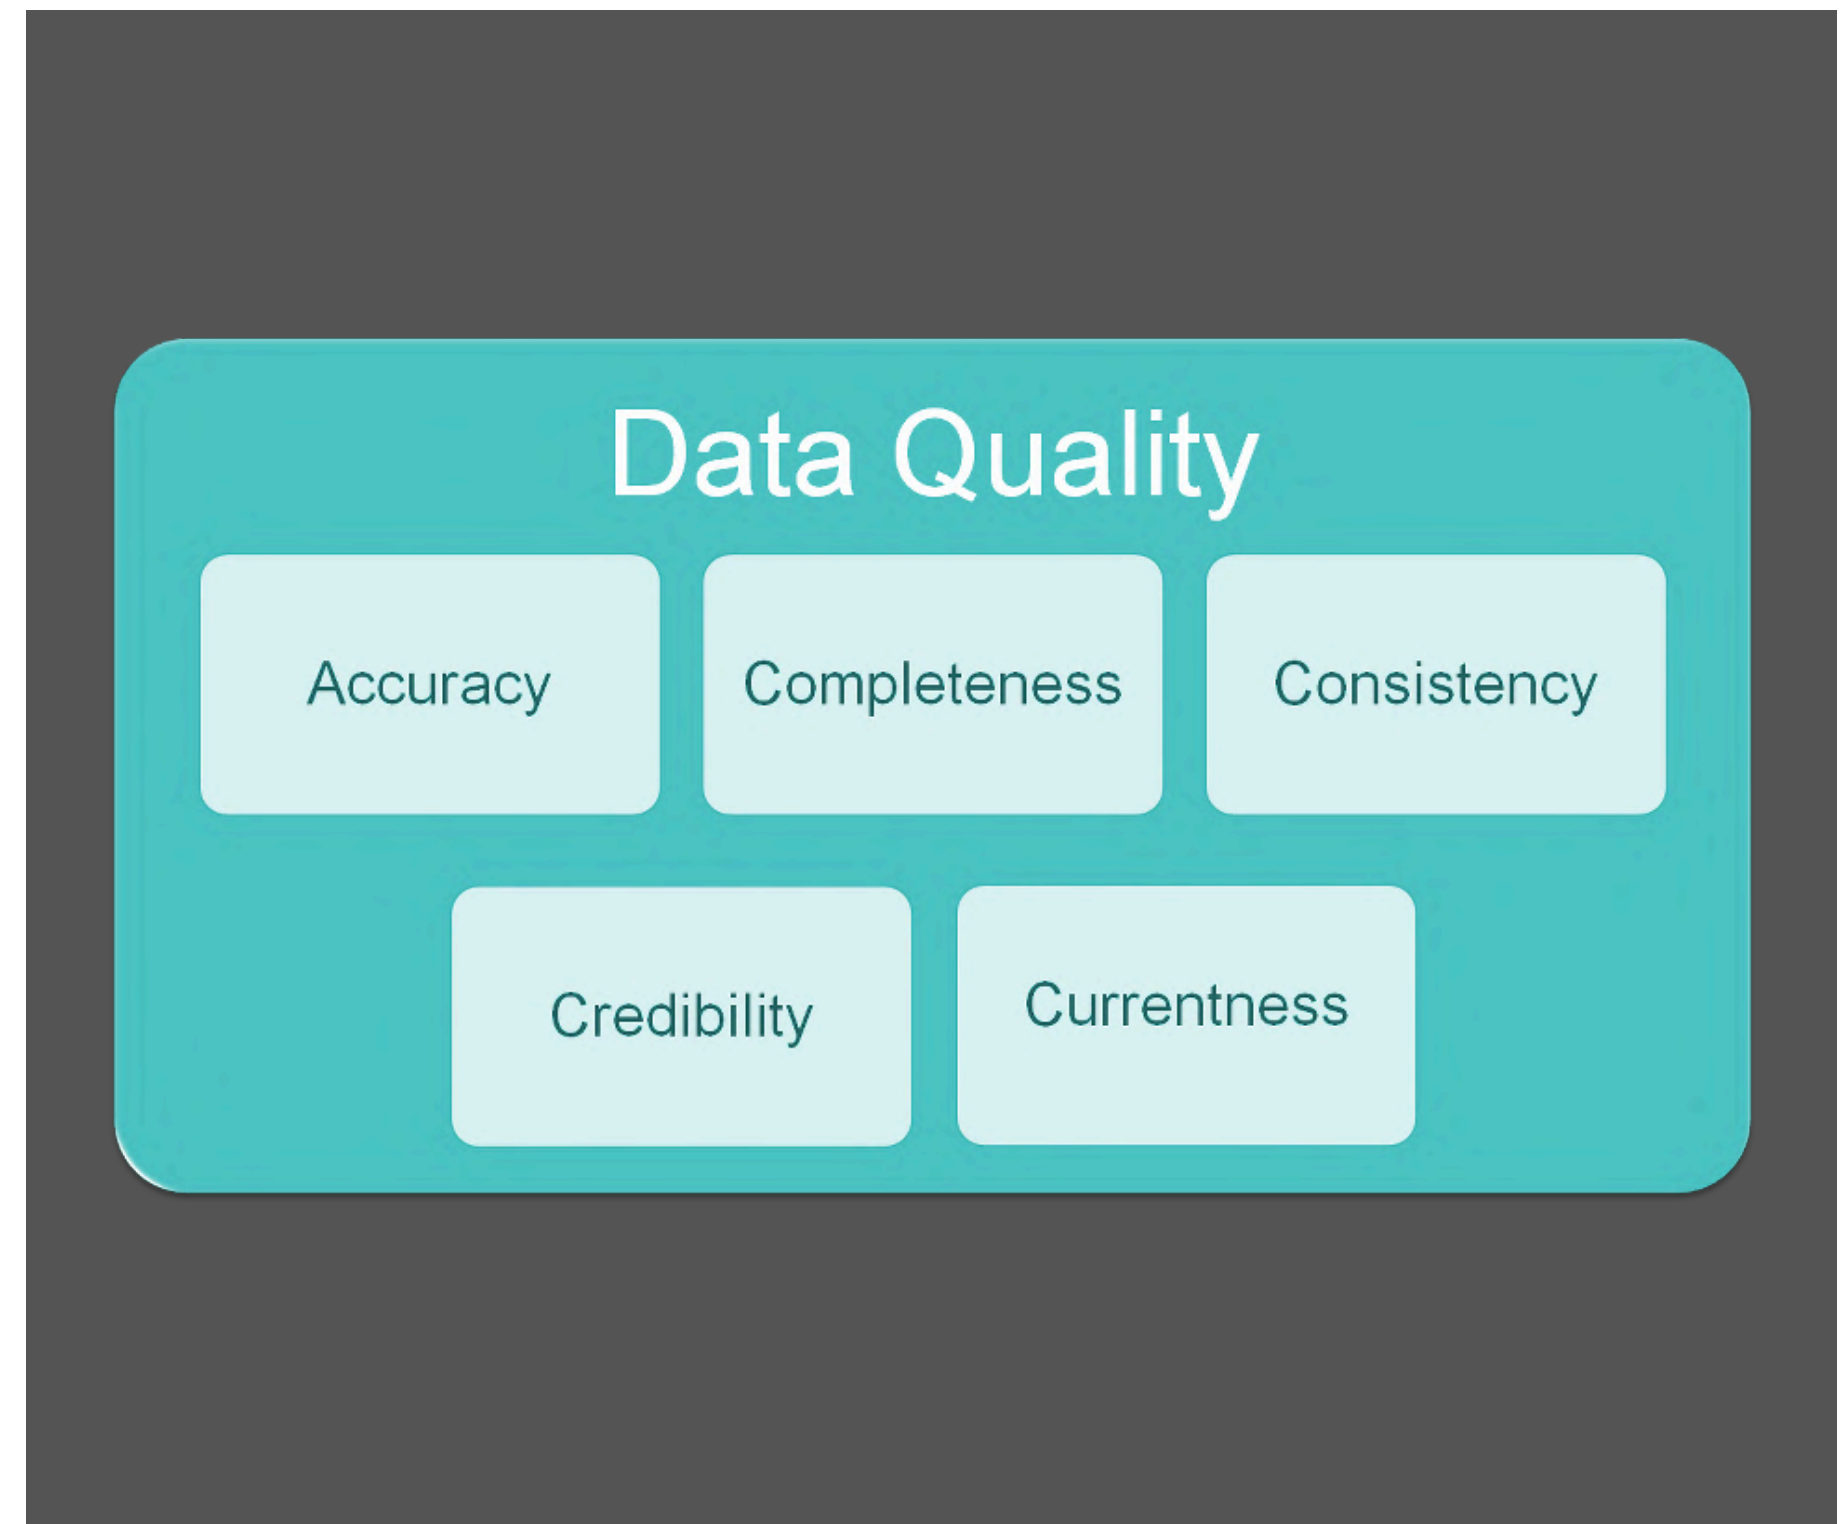 Data Quality
Accuracy
Completeness
Consistency
Credibility
Currentness